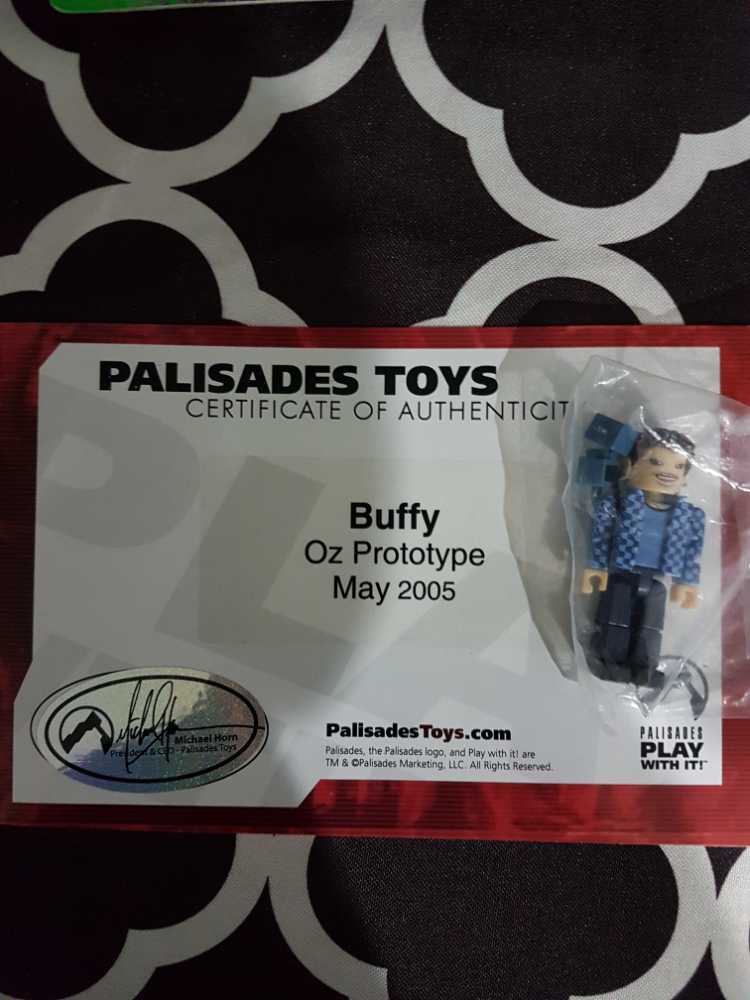 PALISADES TOYS
CERTIFICATE OF AUTHENTICIT
Buffy
Oz Prototype
May 2005
Michael Horn
President & CEO - Palisades Toys
PalisadesToys.com
Palisades, the Palisades logo, and Play with it! are
TM & ©Palisades Marketing, LLC. All Rights Reserved.
PALISADES
PLAY
WITH IT!™